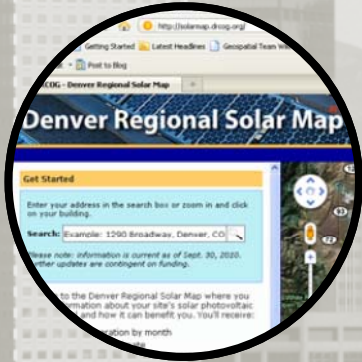 http://solarmap.drcog.org/
Getting Started Latest Headlines Geospatial Team
Post to Blog
Denver Regional Solar Map
Denver Regional Solar Map
Get Started
Enter your address in the search box or zoom in and click
on your building.
Search: Example: 1290 Broadway, Denver, CO
Please note: information is current as of Sept. 30, 2010.
Further updates are contingent on funding.
to the Denver Regional Solar Map where you
information about your site's solar photovoltaic
and how it can benefit you. You'll receive:
by month
93
72